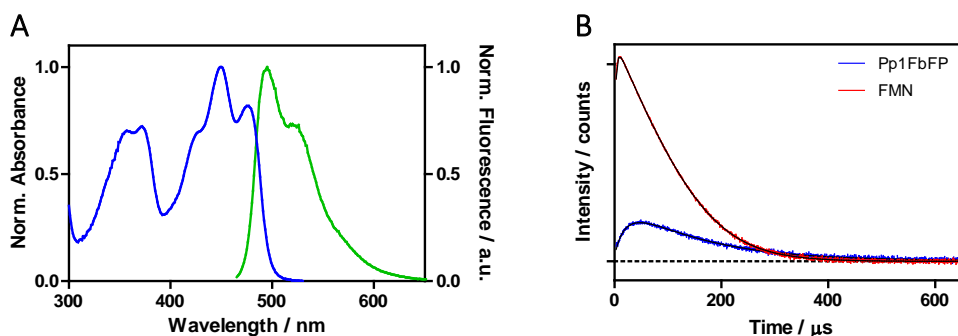 A
Norm. Absorbance
1.0
0.5
0.0
300
400
500
600
Wavelength / nm
1.0
0.5
0.0
Norm. Fluorescence / a.u.
B
Intensity / counts
Pp1FbFP
FMN
0
200
400
600
Time / μs